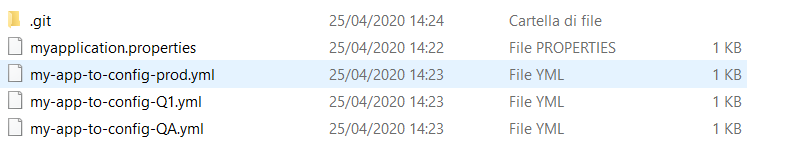 .git 25/04/2020 14:24 Cartella di file
myapplication.properties 25/04/2020 14:22 File PROPERTIES 1 KB
my-app-to-config-prod.yml 25/04/2020 14:23 File YML 1 KB
my-app-to-config-Q1.yml 25/04/2020 14:23 File YML 1 KB
my-app-to-config-QA.yml 25/04/2020 14:23 File YML 1 KB